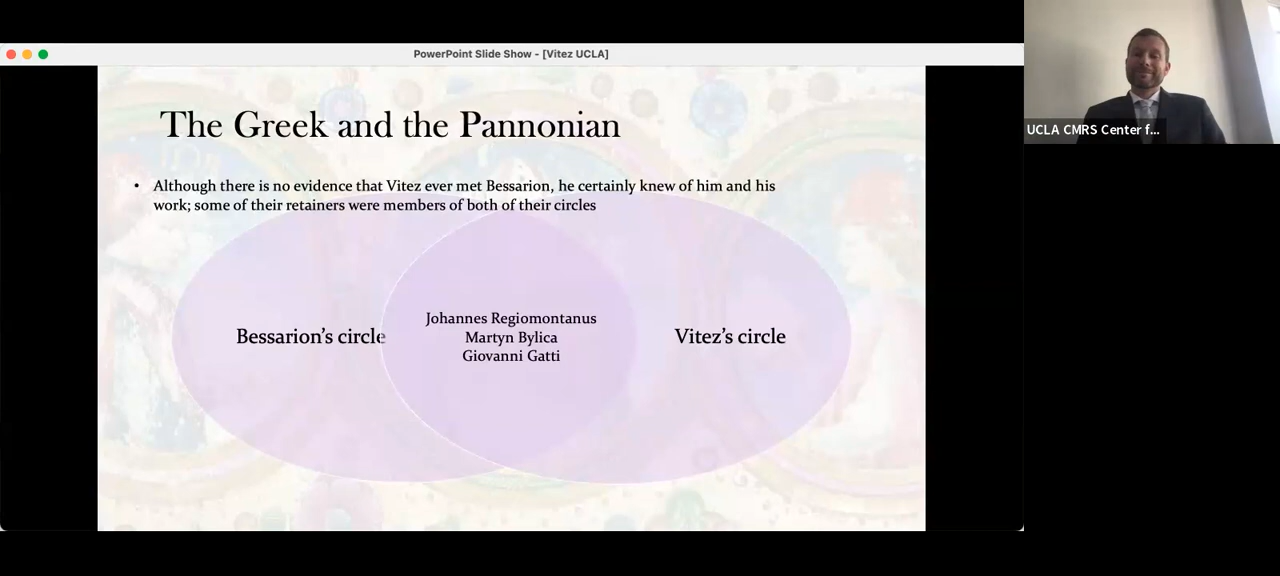 PowerPoint Slide Show - [Vitez UCLA]
The Greek and the Pannonian
• Although there is no evidence that Vitez ever met Bessarion, he certainly knew of him and his
work; some of their retainers were members of both of their circles
Bessarion’s circle
Johannes Regiomontanus
Martyn Bylica
Giovanni Gatti
Vitez’s circle
UCLA CMRS Center f...